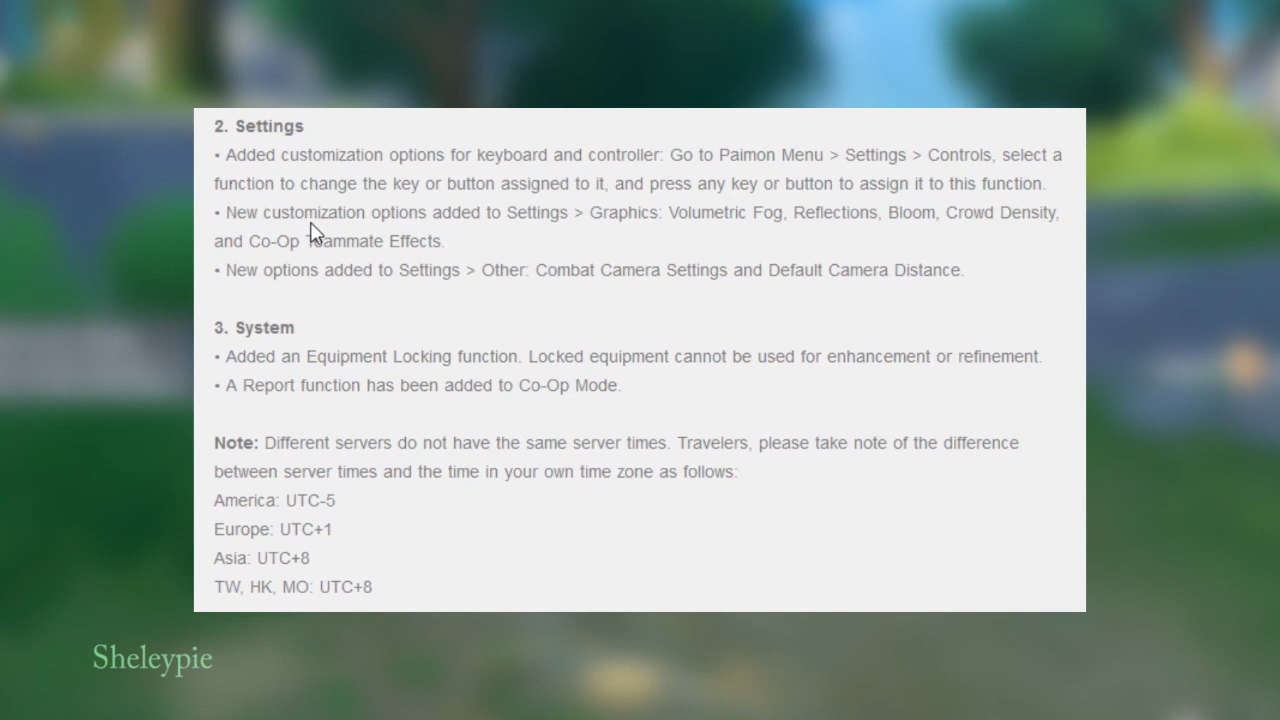 2. Settings
• Added customization options for keyboard and controller: Go to Paimon Menu > Settings > Controls, select a
function to change the key or button assigned to it, and press any key or button to assign it to this function.
• New customization options added to Settings > Graphics: Volumetric Fog, Reflections, Bloom, Crowd Density,
and Co-Op Teammate Effects.
• New options added to Settings > Other: Combat Camera Settings and Default Camera Distance.
3. System
• Added an Equipment Locking function. Locked equipment cannot be used for enhancement or refinement.
• A Report function has been added to Co-Op Mode.
Note: Different servers do not have the same server times. Travelers, please take note of the difference
between server times and the time in your own time zone as follows:
America: UTC-5
Europe: UTC+1
Asia: UTC+8
TW, HK, MO: UTC+8
Sheleypie